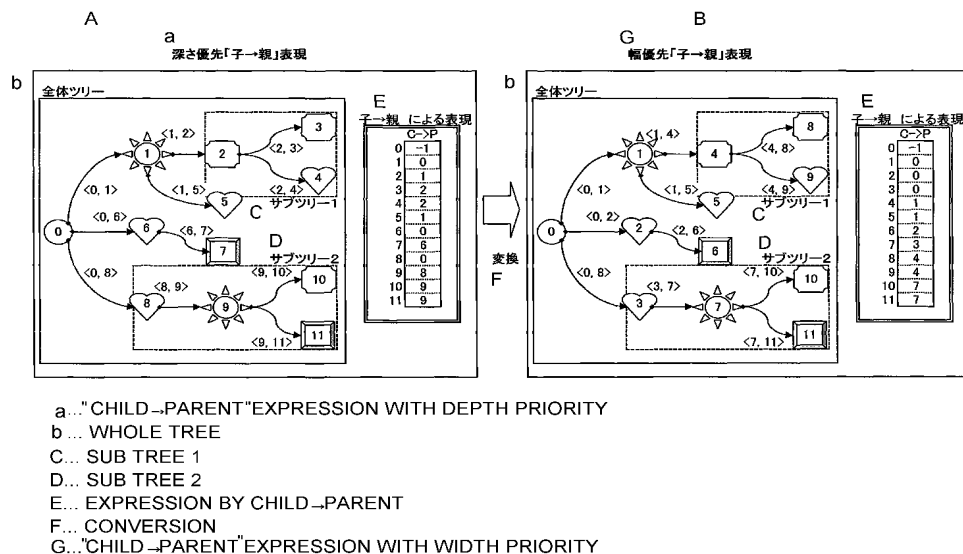 A
B
a
深さ優先「子→親」表現
G
幅優先「子→親」表現
b
全体ツリー
<1, 2>
1
2
3
<2, 3>
4
<2, 4>
<1, 5>
5
<0, 1>
C
サブツリー1
0
<0, 6>
6
<6, 7>
7
D
サブツリー2
<0, 8>
<8, 9>
8
9
<9, 10>
10
<9, 11>
11
E
子→親 による表現
C->P
0 -1
1 0
2 1
3 2
4 2
5 1
6 0
7 6
8 0
9 8
10 9
11 9
変換
F
b
全体ツリー
<1, 4>
1
4
8
<4, 8>
9
<4, 9>
<1, 5>
5
<0, 1>
C
サブツリー1
0
<0, 2>
2
<2, 6>
6
D
サブツリー2
<0, 8>
<3, 7>
3
7
<7, 10>
10
<7, 11>
11
E
子→親 による表現
C->P
0 -1
1 0
2 0
3 0
4 1
5 1
6 2
7 3
8 4
9 4
10 7
11 7
a..."CHILD→PARENT"EXPRESSION WITH DEPTH PRIORITY
b... WHOLE TREE
C... SUB TREE 1
D... SUB TREE 2
E... EXPRESSION BY CHILD→PARENT
F... CONVERSION
G..."CHILD→PARENT"EXPRESSION WITH WIDTH PRIORITY